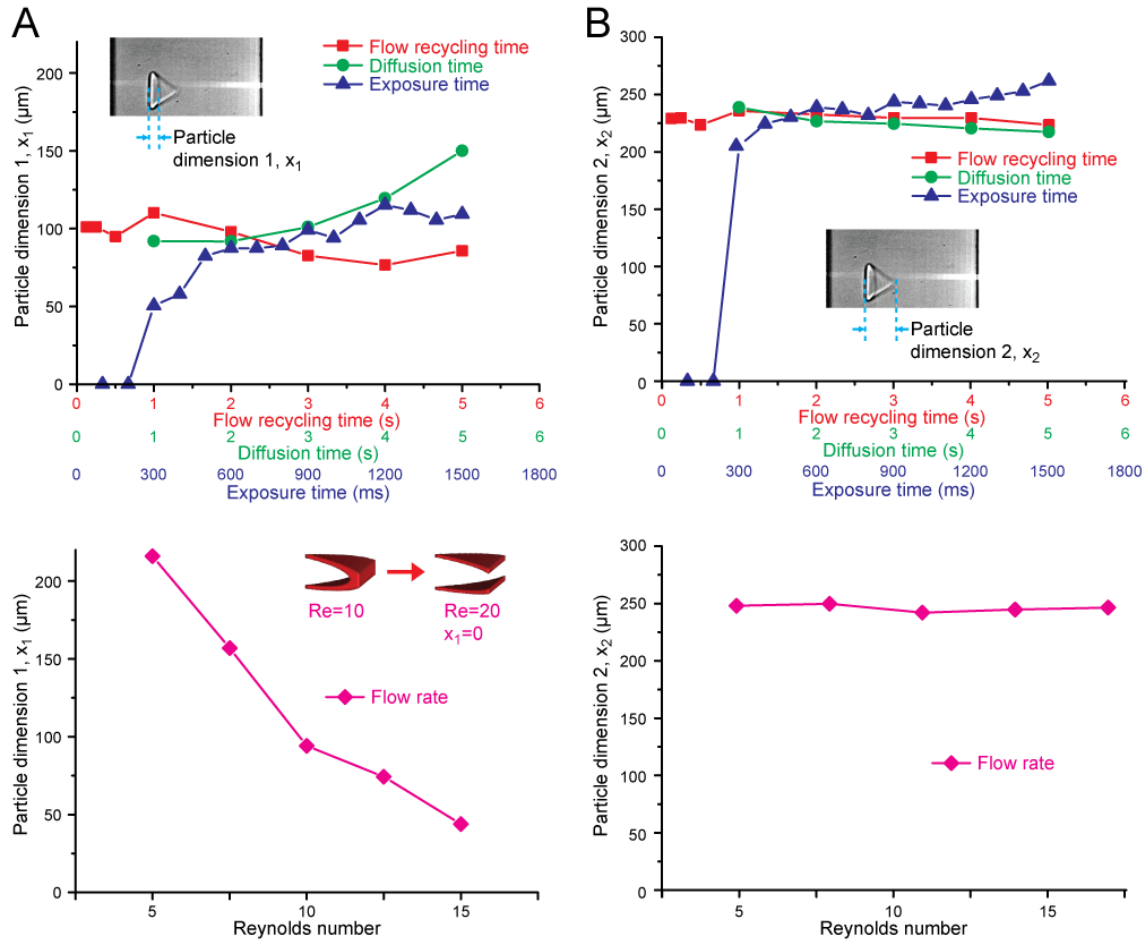 A
Particle dimension 1, x1 (µm)
200
150
100
50
0
Flow recycling time
Diffusion time
Exposure time
Particle
dimension 1, x1
0 1 2 3 4 5 6
Flow recycling time (s)
0 1 2 3 4 5 6
Diffusion time (s)
0 300 600 900 1200 1500 1800
Exposure time (ms)
B
Particle dimension 2, x2 (µm)
300
250
200
150
100
50
0
Flow recycling time
Diffusion time
Exposure time
Particle
dimension 2, x2
0 1 2 3 4 5 6
Flow recycling time (s)
0 1 2 3 4 5 6
Diffusion time (s)
0 300 600 900 1200 1500 1800
Exposure time (ms)
Particle dimension 1, x1 (µm)
200
150
100
50
0
Re=10
Re=20
x1=0
Flow rate
5 10 15
Reynolds number
Particle dimension 2, x2 (µm)
300
250
200
150
100
50
0
Flow rate
5 10 15
Reynolds number